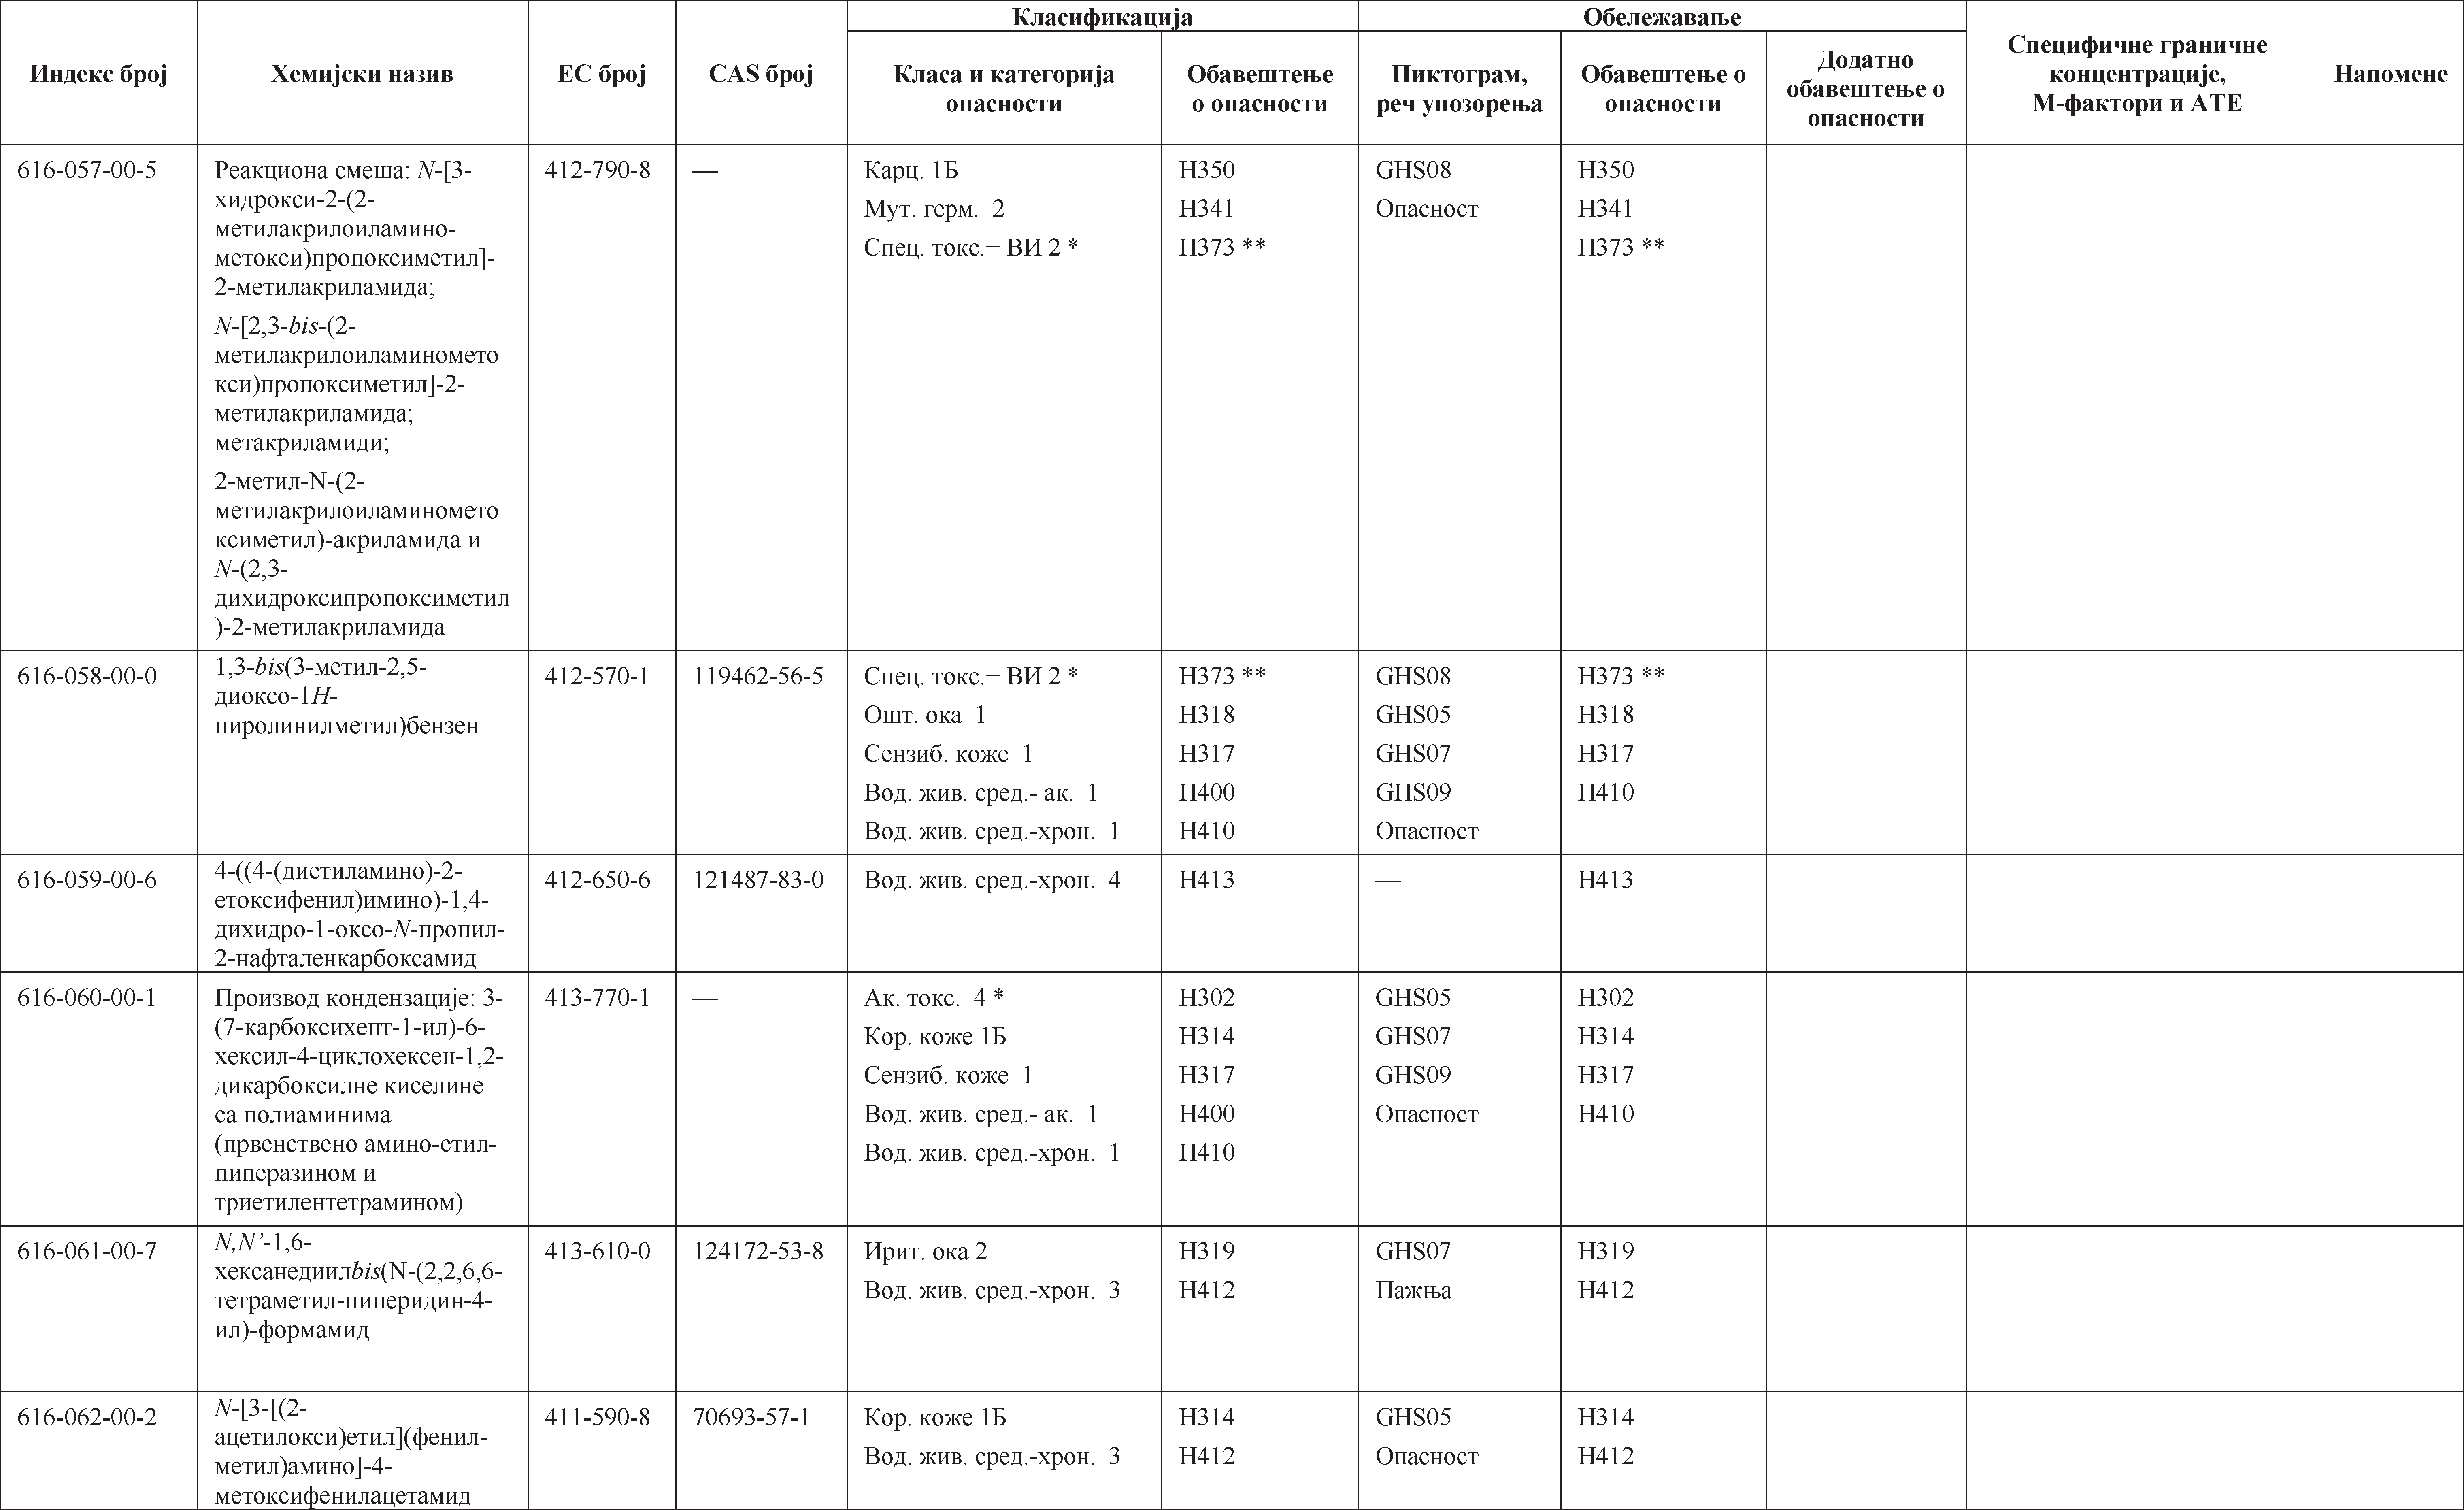 Класификација Обележавање
Индекс број Хемијски назив ЕС број CAS број Класа и категорија опасности Обавештење о опасности Пиктограм, реч упозорења Обавештење о опасности Додатно обавештење о опасности Специфичне граничне концентрације, М-фактори и АТЕ Напомене
616-057-00-5 Реакциона смеша: N-[3- 412-790-8 — Карц. 1Б H350 GHS08 H350
хидрокси-2-(2-
метилакрилоиламино- Мут. герм. 2 H341 Опасност H341
метокси)пропоксиметил]- Спец. токс.− ВИ 2 * H373 ** H373 **
2-метилакриламида;
N-[2,3-bis-(2-
метилакрилоиламиномето
кси)пропоксиметил]-2-
метилакриламида;
метакриламиди;
2-метил-N-(2-
метилакрилоиламиномето
ксиметил)-акриламида и
N-(2,3-
дихидроксипропоксиметил
)-2-метилакриламида
616-058-00-0 1,3-bis(3-метил-2,5- 412-570-1 119462-56-5 Спец. токс.− ВИ 2 * H373 ** GHS08 H373 **
диоксо-1H- Ошт. ока 1 H318 GHS05 H318
пиролинилметил)бензен Сензиб. коже 1 H317 GHS07 H317
Вод. жив. сред.- ак. 1 H400 GHS09 H410
Вод. жив. сред.-хрон. 1 H410 Опасност
616-059-00-6 4-((4-(диетиламино)-2- 412-650-6 121487-83-0 Вод. жив. сред.-хрон. 4 H413 — H413
етоксифенил)имино)-1,4-
дихидро-1-оксо-N-пропил-
2-нафталенкарбоксамид
616-060-00-1 Производ кондензације: 3- 413-770-1 — Ак. токс. 4 * H302 GHS05 H302
(7-карбоксихепт-1-ил)-6- Кор. коже 1Б H314 GHS07 H314
хексил-4-циклохексен-1,2-
дикарбоксилне киселине Сензиб. коже 1 H317 GHS09 H317
са полиаминима Вод. жив. сред.- ак. 1 H400 Опасност H410
(првенствено амино-етил- Вод. жив. сред.-хрон. 1 H410
пиперазином и
триетилентетрамином)
616-061-00-7 N,N’-1,6- 413-610-0 124172-53-8 Ирит. ока 2 H319 GHS07 H319
хексанедиилbis(N-(2,2,6,6- Вод. жив. сред.-хрон. 3 H412 Пажња H412
тетраметил-пиперидин-4-
ил)-формамид
616-062-00-2 N-[3-[(2- 411-590-8 70693-57-1 Кор. коже 1Б H314 GHS05 H314
ацетилокси)етил](фенил- Вод. жив. сред.-хрон. 3 H412 Опасност H412
метил)амино]-4-
метоксифенилацетамид